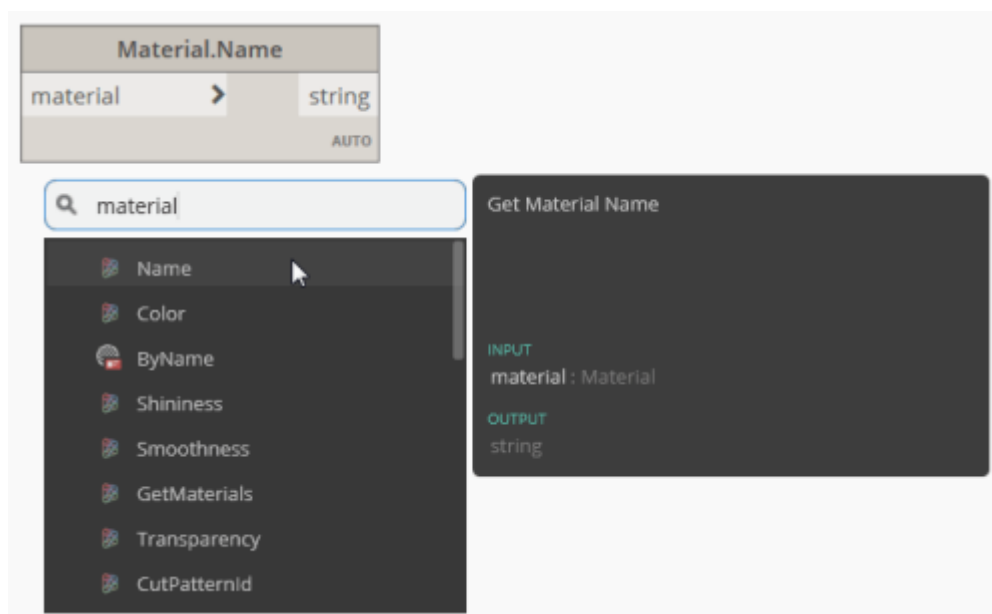 Material.Name
material > string
AUTO
material
Name
Color
ByName
Shininess
Smoothness
GetMaterials
Transparency
CutPatternId
Get Material Name
INPUT
material : Material
OUTPUT
string